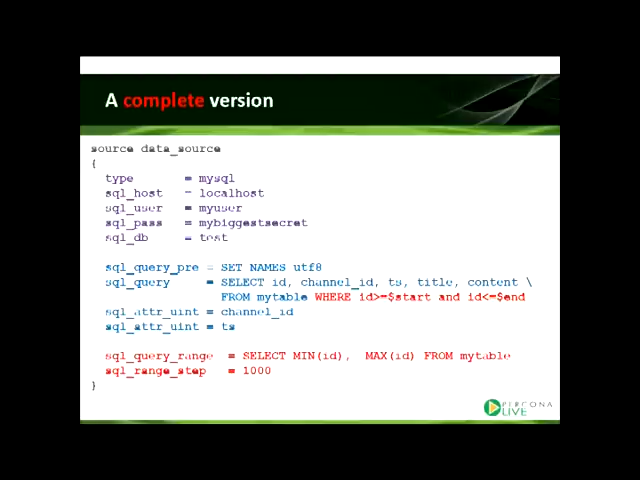 A complete version
source data_source
{
type = mysql
sql_host = localhost
sql_user = myuser
sql_pass = mybiggestsecret
sql_db = test
sql_query_pre = SET NAMES utf8
sql_query = SELECT id, channel_id, ts, title, content \
FROM mytable WHERE id>=$start and id<=$end
sql_attr_uint = channel_id
sql_attr_uint = ts
sql_query_range = SELECT MIN(id), MAX(id) FROM mytable
sql_range_step = 1000
}
PERCONA
LIVE